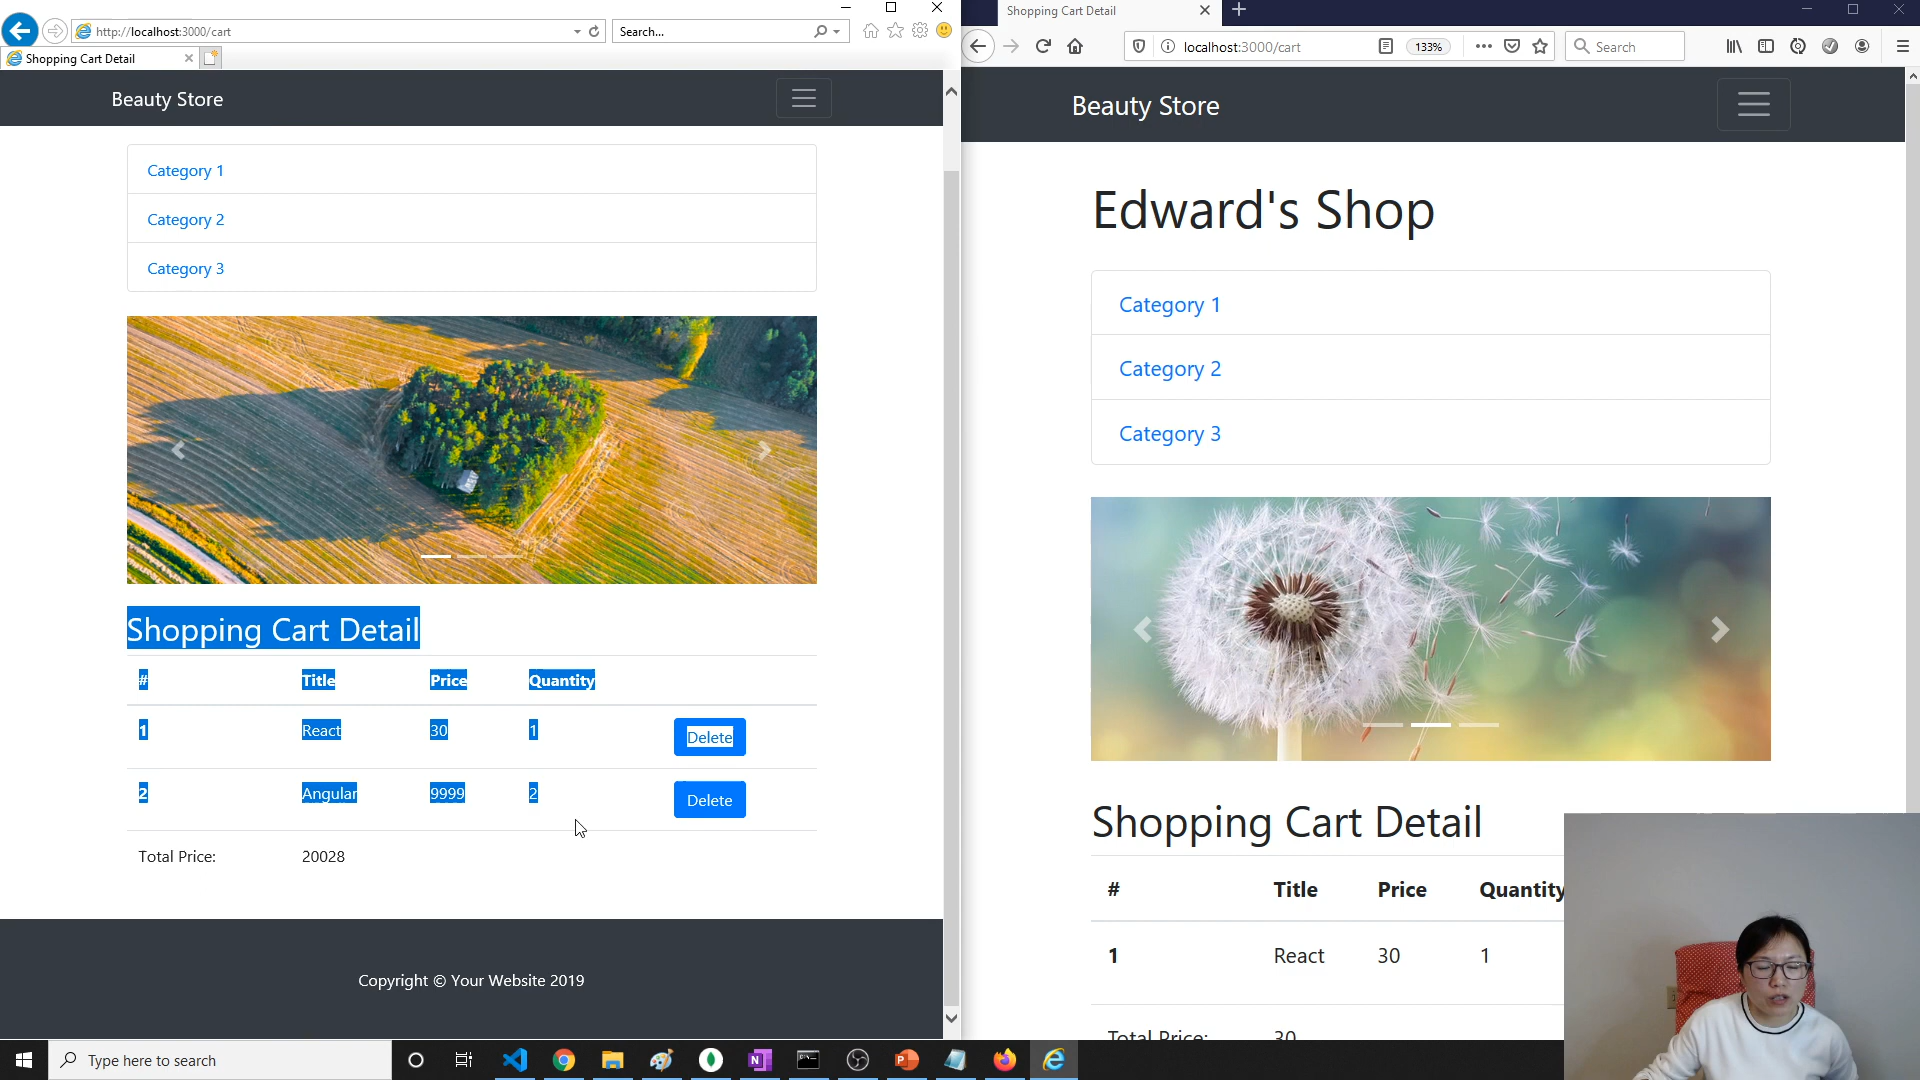 http://localhost:3000/cart
Search...
Shopping Cart Detail
Beauty Store
Category 1
Category 2
Category 3
Shopping Cart Detail
# Title Price Quantity
1 React 30 1 Delete
2 Angular 9999 2 Delete
Total Price: 20028
Copyright © Your Website 2019
Shopping Cart Detail
localhost:3000/cart
133%
Search
Beauty Store
Edward's Shop
Category 1
Category 2
Category 3
Shopping Cart Detail
# Title Price Quantity
1 React 30 1
Total Price: 30
Type here to search